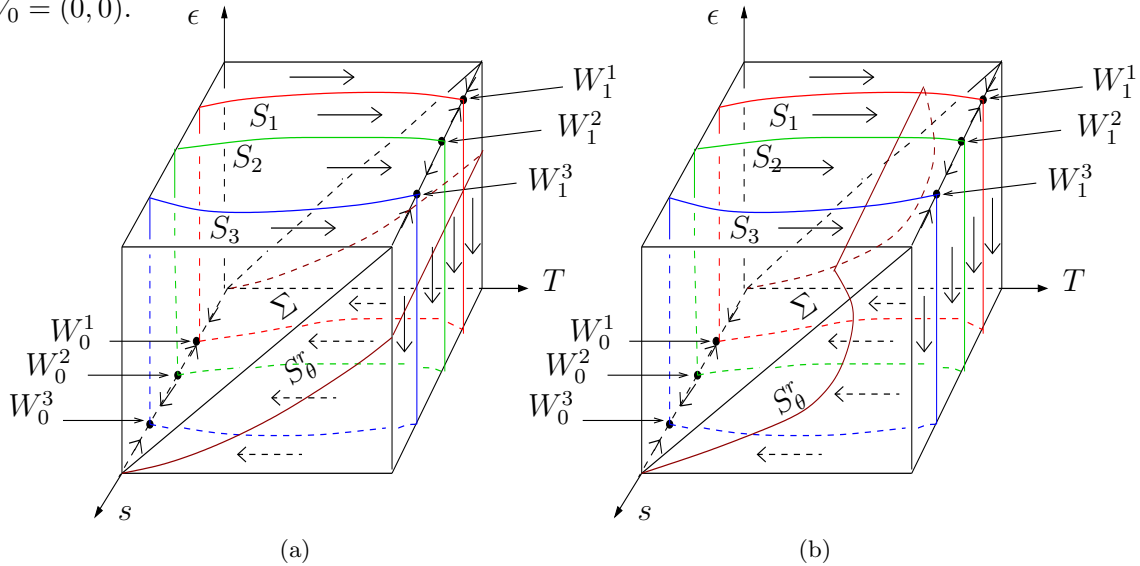 𝒱₀ = (0, 0).
ϵ
W₁¹
S₁
W₁²
S₂
W₁³
S₃
T
Σ
W₀¹
W₀²
S_θ^r
W₀³
s
(a)
ϵ
W₁¹
S₁
W₁²
S₂
W₁³
S₃
T
Σ
W₀¹
W₀²
S_θ^r
W₀³
s
(b)